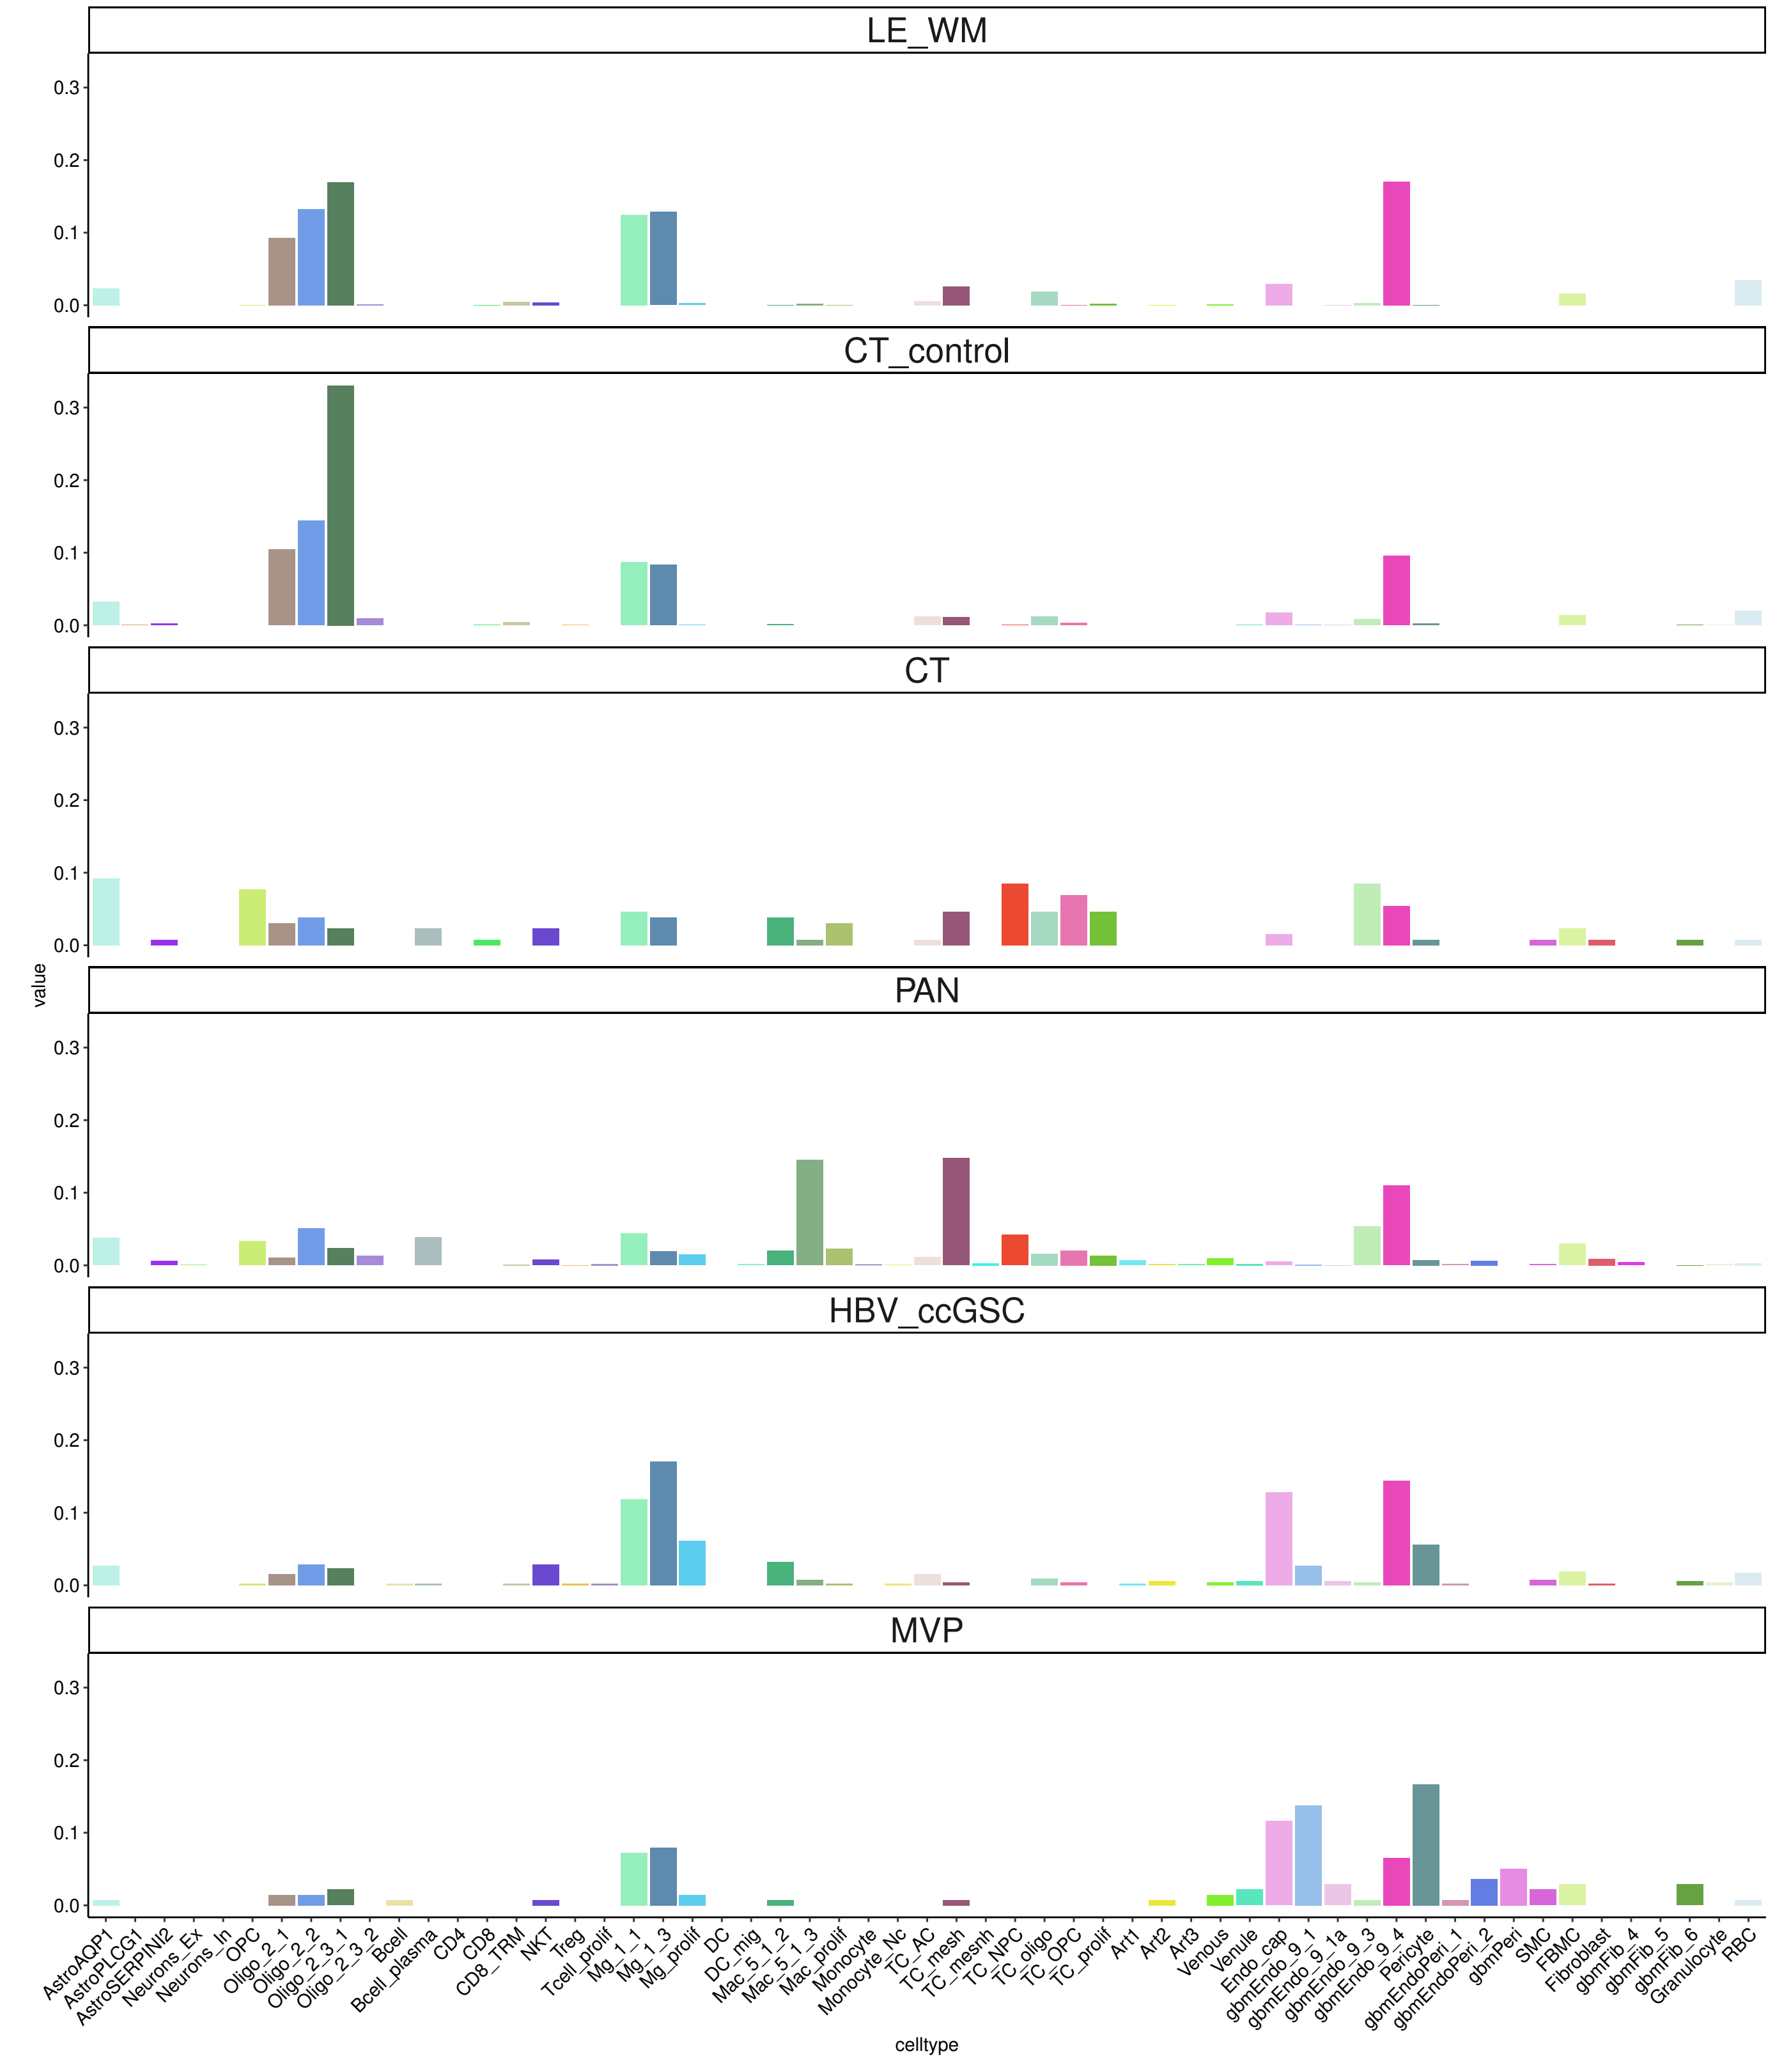 LE_WM
0.3
0.2
0.1
0.0
CT_control
0.3
0.2
0.1
0.0
CT
0.3
0.2
0.1
0.0
PAN
0.3
0.2
0.1
0.0
HBV_ccGSC
0.3
0.2
0.1
0.0
MVP
0.3
0.2
0.1
0.0
value
AstroAQP1
AstroPLCG1
AstroSERPINI2
Neurons_Ex
Neurons_In
OPC
Oligo_2_1
Oligo_2_2
Oligo_2_3_1
Oligo_2_3_2
Bcell
Bcell_plasma
CD4
CD8
CD8_TRM
NKT
Treg
Tcell_prolif
Mg_1_1
Mg_1_3
Mg_prolif
DC
DC_mig
Mac_5_1_2
Mac_5_1_3
Mac_prolif
Monocyte
Monocyte_Nc
TC_AC
TC_mesh
TC_mesnh
TC_NPC
TC_oligo
TC_OPC
TC_prolif
Art1
Art2
Art3
Venous
Venule
Endo_cap
gbmEndo_9_1
gbmEndo_9_1a
gbmEndo_9_3
gbmEndo_9_4
Pericyte
gbmEndoPeri_1
gbmEndoPeri_2
gbmPeri
SMC
FBMC
Fibroblast
gbmFib_4
gbmFib_5
gbmFib_6
Granulocyte
RBC
celltype